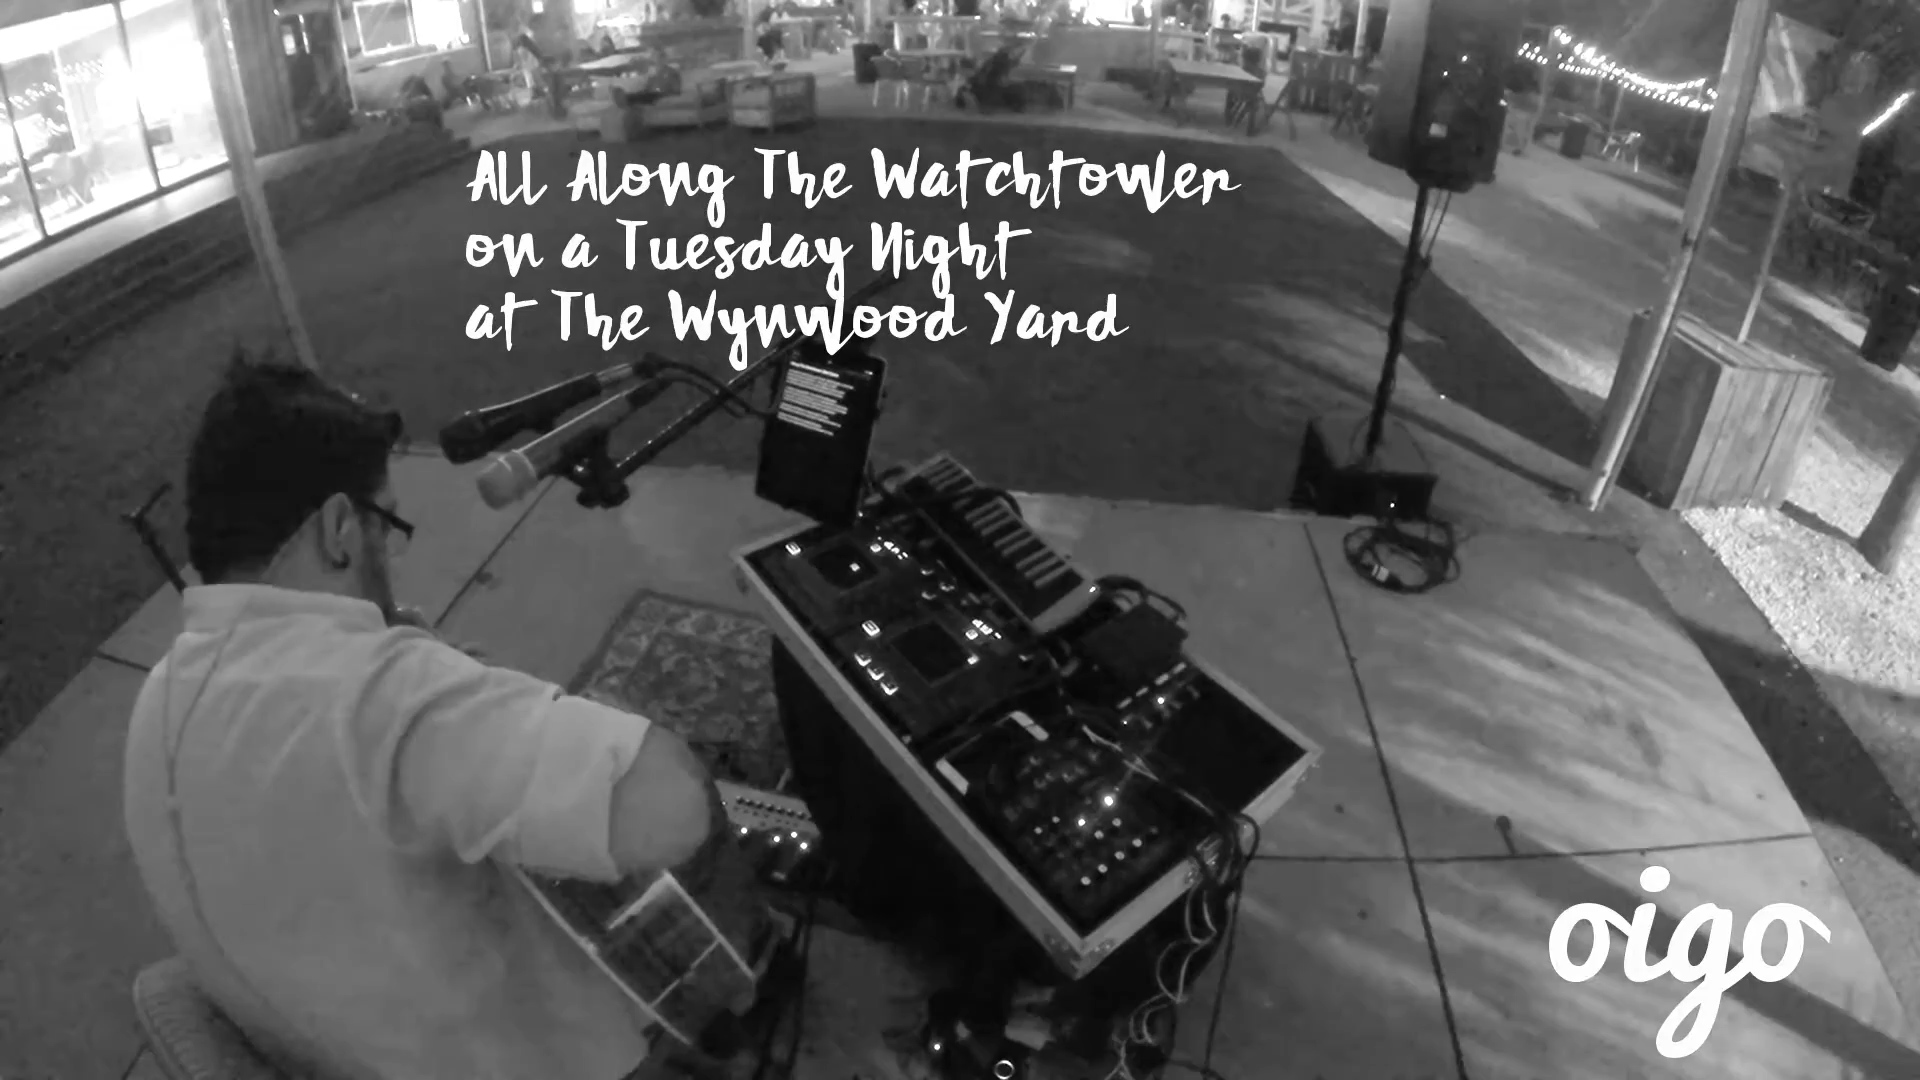 All Along The Watchtower
on a Tuesday Night
at The Wynwood Yard
oigo